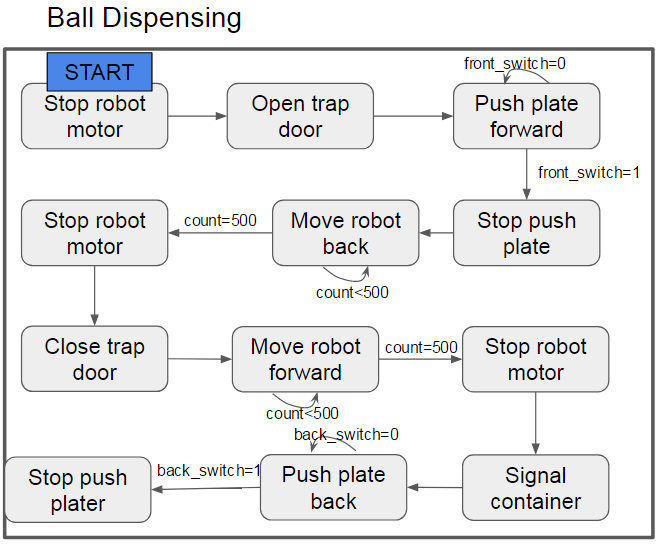 Ball Dispensing
START
Stop robot
motor
Open trap
door
front_switch=0
Push plate
forward
front_switch=1
Stop robot
motor
count=500
Move robot
back
count<500
Stop push
plate
Close trap
door
Move robot
forward
count<500
count=500
Stop robot
motor
Stop push
plater
back_switch=1
back_switch=0
Push plate
back
Signal
container